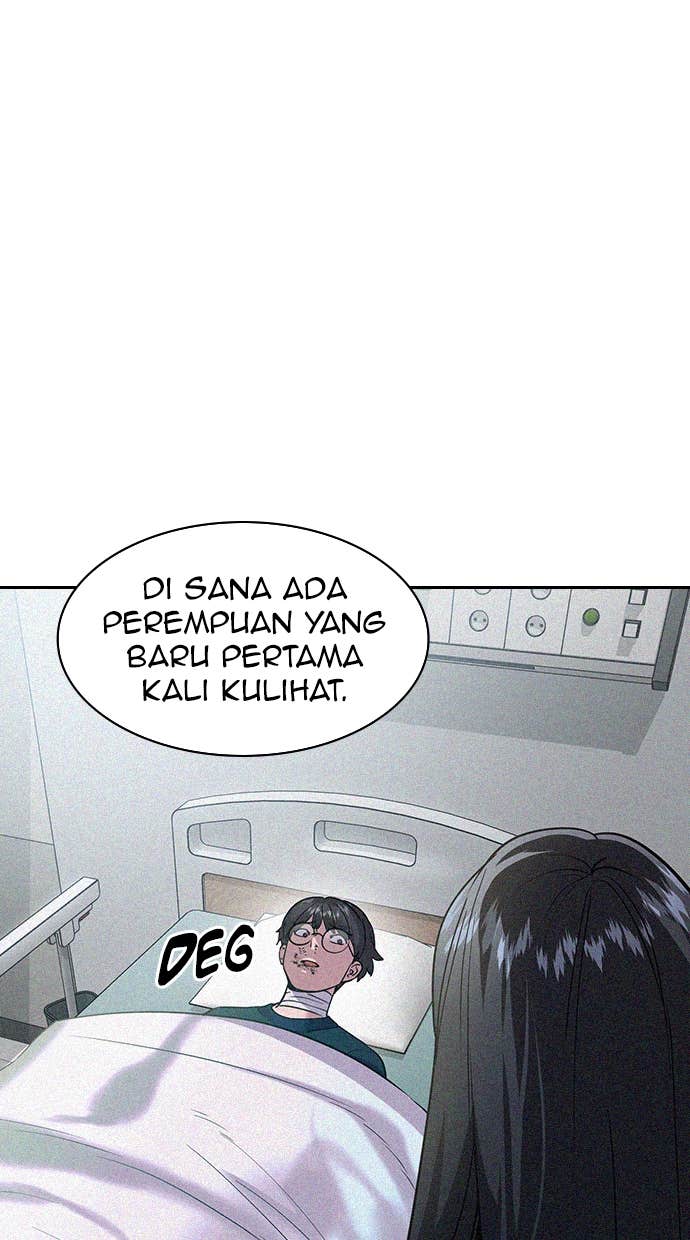 DI SANA ADA
PEREMPUAN YANG
BARU PERTAMA
KALI KULIHAT.
DEG